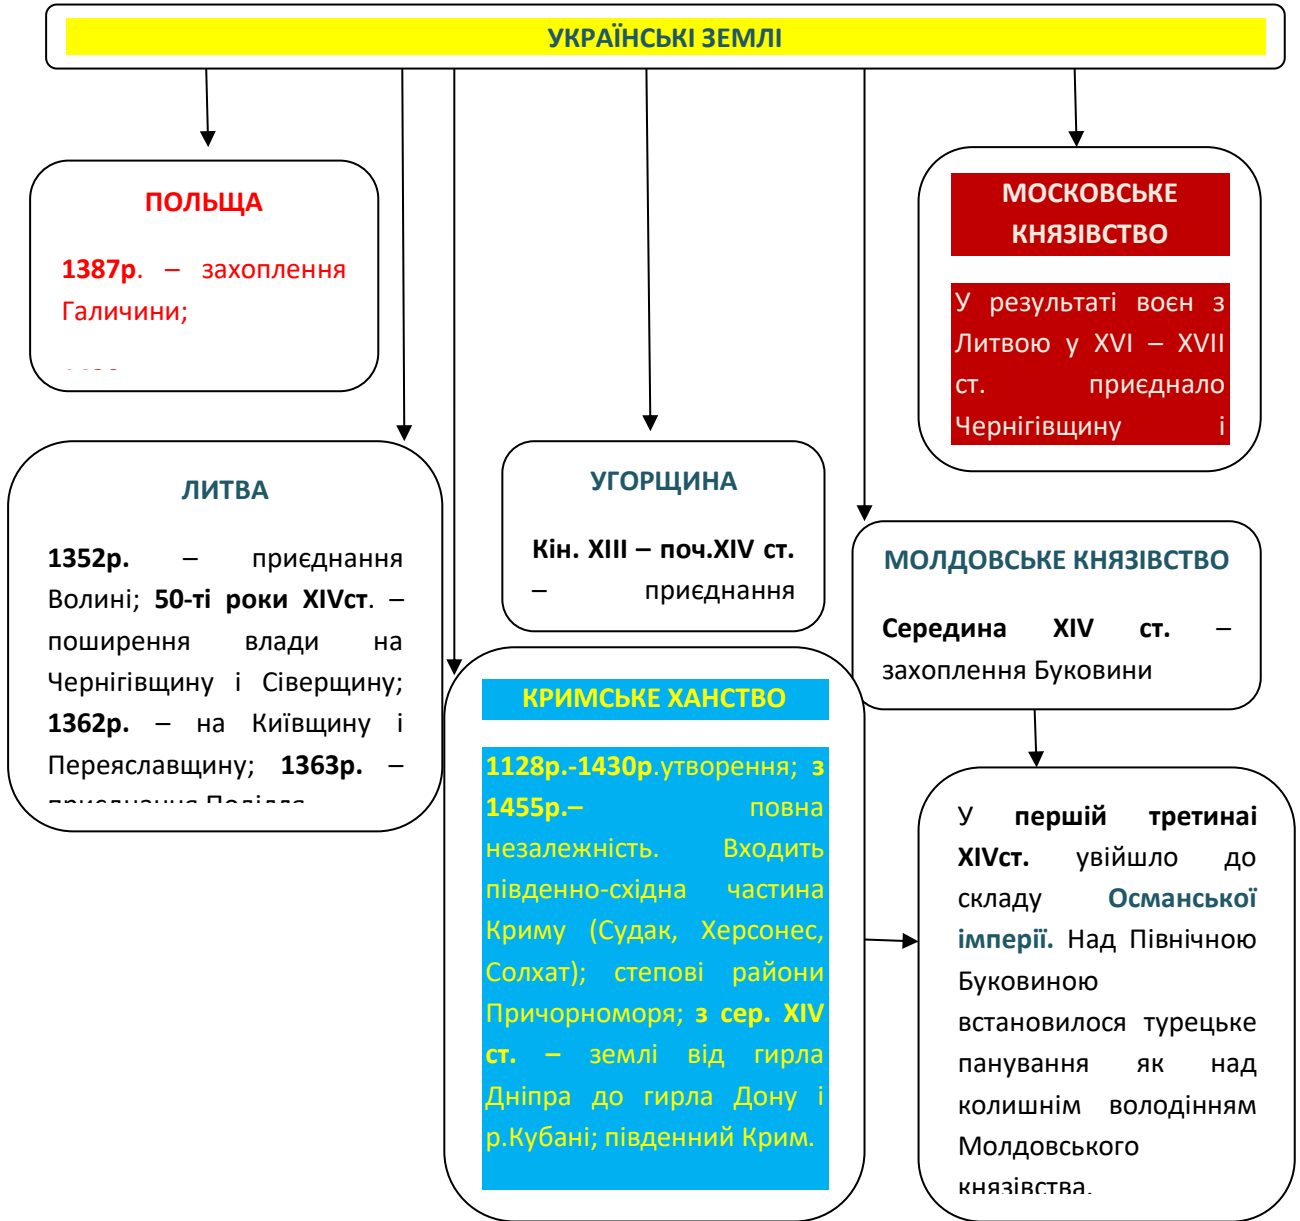 УКРАЇНСЬКІ ЗЕМЛІ
ПОЛЬЩА
1387р. – захоплення
Галичини;
МОСКОВСЬКЕ
КНЯЗІВСТВО
У результаті воєн з
Литвою у XVI – XVII
ст. приєднало
Чернігівщину і
ЛИТВА
1352р. – приєднання
Волині; 50-ті роки XIVст. –
поширення влади на
Чернігівщину і Сіверщину;
1362р. – на Київщину і
Переяславщину; 1363р. –
приєднання Поділля
УГОРЩИНА
Кін. XIII – поч.XIV ст.
– приєднання
МОЛДОВСЬКЕ КНЯЗІВСТВО
Середина XIV ст. –
захоплення Буковини
КРИМСЬКЕ ХАНСТВО
1128р.-1430р.утворення; з
1455р.– повна
незалежність. Входить
південно-східна частина
Криму (Судак, Херсонес,
Солхат); степові райони
Причорноморя; з сер. XIV
ст. – землі від гирла
Дніпра до гирла Дону і
р.Кубані; південний Крим.
У першій третинаі
XIVст. увійшло до
складу Османської
імперії. Над Північною
Буковиною
встановилося турецьке
панування як над
колишнім володінням
Молдовського
князівства.